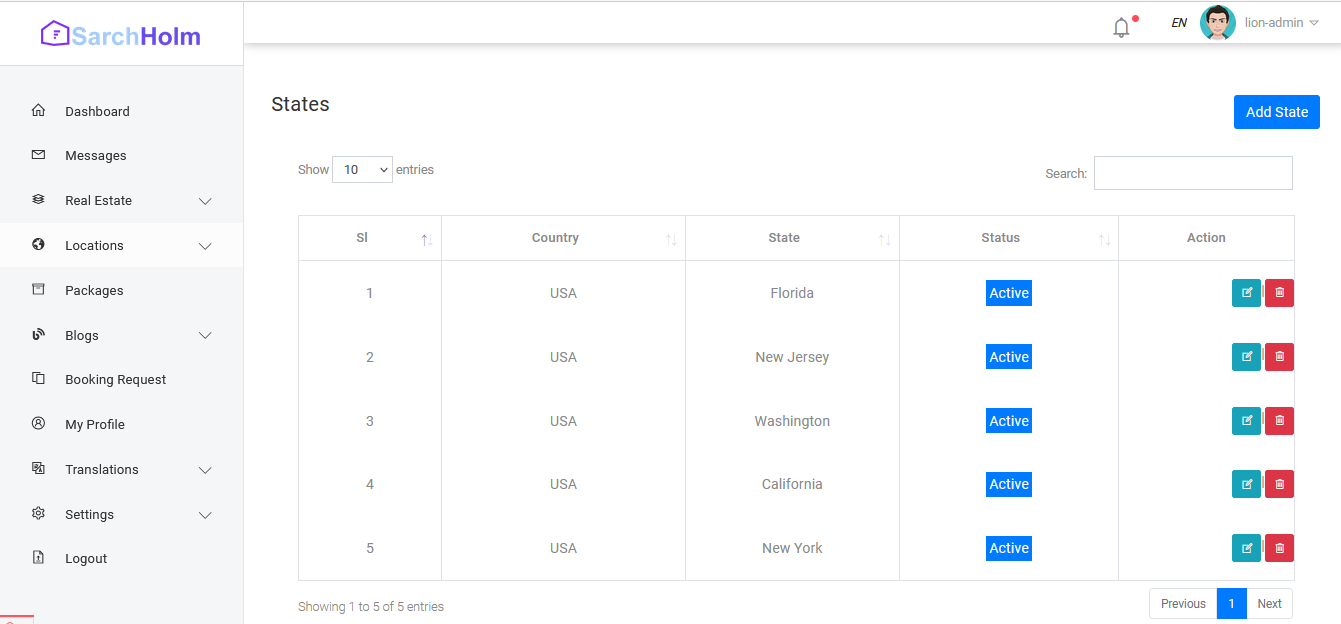 SarchHolm
EN lion-admin
Dashboard
Messages
Real Estate
Locations
Packages
Blogs
Booking Request
My Profile
Translations
Settings
Logout
States
Add State
Show 10 entries
Search:
Sl Country State Status Action
1 USA Florida Active |
2 USA New Jersey Active |
3 USA Washington Active |
4 USA California Active |
5 USA New York Active |
Showing 1 to 5 of 5 entries
Previous 1 Next